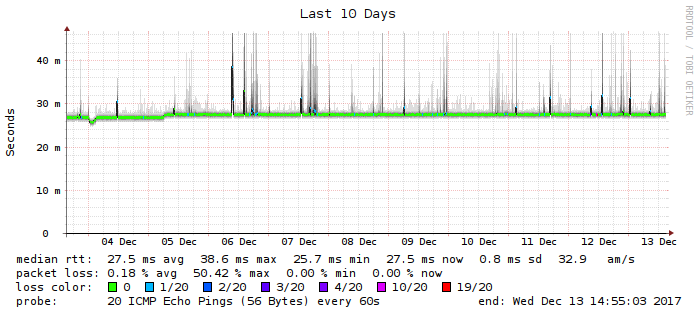 Last 10 Days
RRDTOOL / TOBI OETIKER
Seconds
40 m
30 m
20 m
10 m
0
04 Dec 05 Dec 06 Dec 07 Dec 08 Dec 09 Dec 10 Dec 11 Dec 12 Dec 13 Dec
median rtt: 27.5 ms avg 38.6 ms max 25.7 ms min 27.5 ms now 0.8 ms sd 32.9 am/s
packet loss: 0.18 % avg 50.42 % max 0.00 % min 0.00 % now
loss color: 0 1/20 2/20 3/20 4/20 10/20 19/20
probe: 20 ICMP Echo Pings (56 Bytes) every 60s end: Wed Dec 13 14:55:03 2017